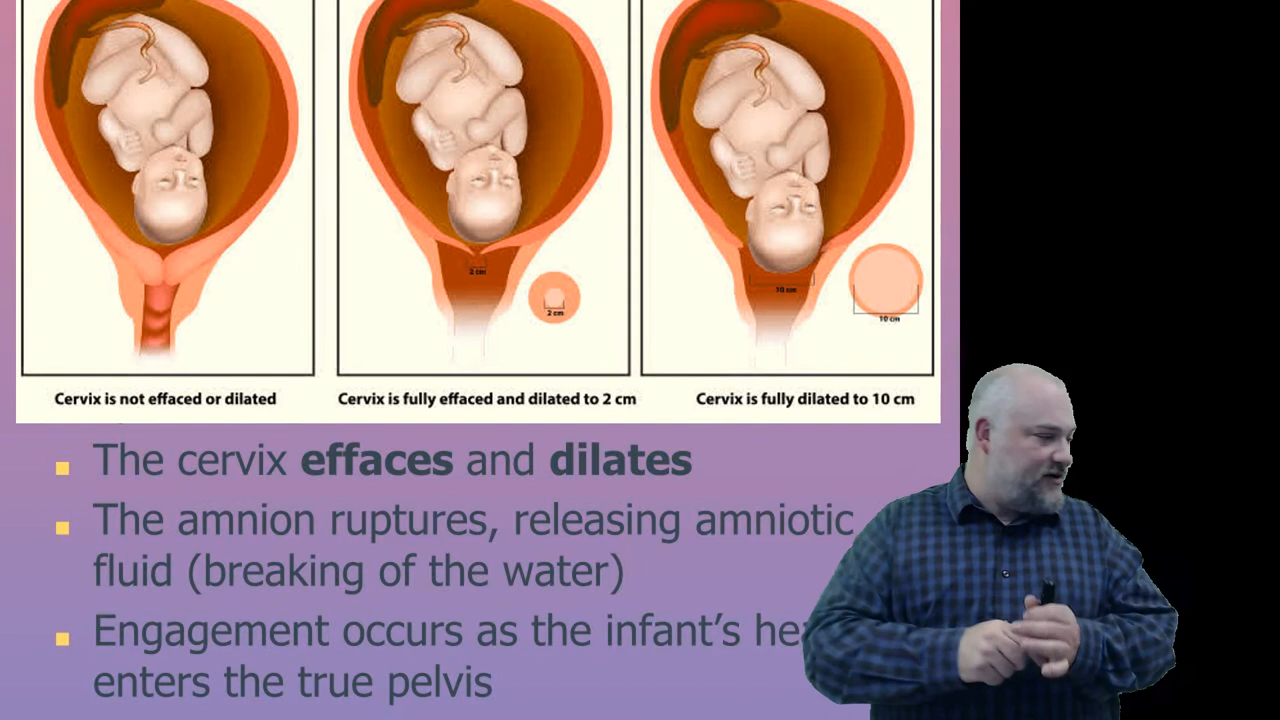 2 cm
2 cm
10 cm
10 cm
Cervix is not effaced or dilated
Cervix is fully effaced and dilated to 2 cm
Cervix is fully dilated to 10 cm
The cervix effaces and dilates
The amnion ruptures, releasing amniotic
fluid (breaking of the water)
Engagement occurs as the infant’s
enters the true pelvis